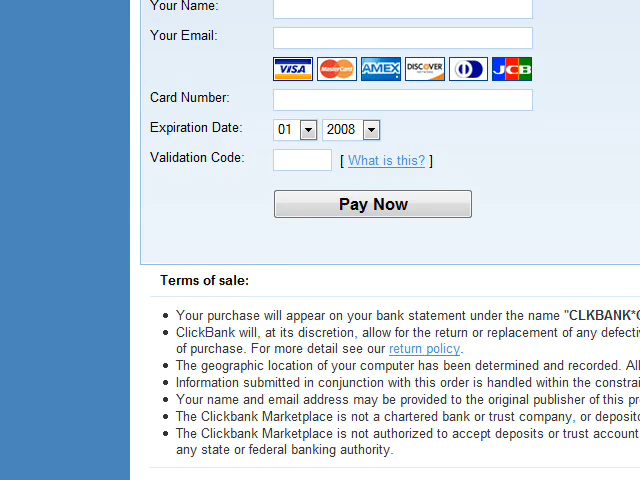 Your Name:
Your Email:
VISA MasterCard AMEX DISCOVER JCB
Card Number:
Expiration Date: 01 2008
Validation Code: [ What is this? ]
Pay Now
Terms of sale:
Your purchase will appear on your bank statement under the name "CLKBANK*
ClickBank will, at its discretion, allow for the return or replacement of any defecti
of purchase. For more detail see our return policy.
The geographic location of your computer has been determined and recorded. All
Information submitted in conjunction with this order is handled within the constrai
Your name and email address may be provided to the original publisher of this pr
The Clickbank Marketplace is not a chartered bank or trust company, or deposito
The Clickbank Marketplace is not authorized to accept deposits or trust account
any state or federal banking authority.